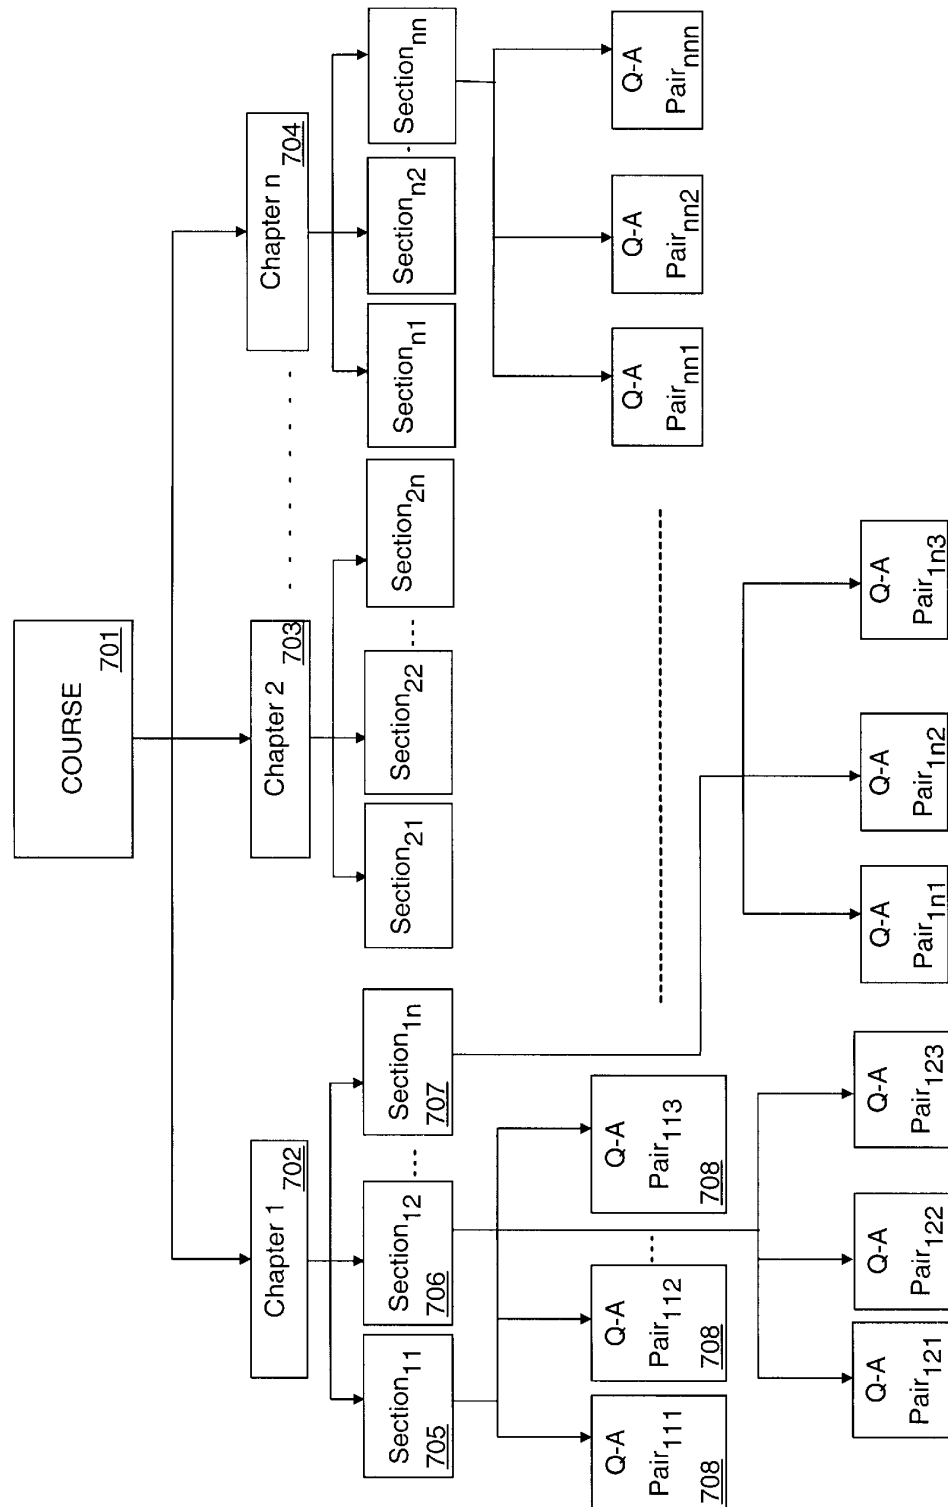 COURSE
701
Chapter 1
702
Chapter 2
703
Chapter n
704
Section11
705
Section12
706
Section1n
707
Section21
Section22
Section2n
Sectionn1
Sectionn2
Sectionnn
Q-A
Pair111
708
Q-A
Pair112
708
Q-A
Pair113
708
Q-A
Pairnn1
Q-A
Pairnn2
Q-A
Pairnnn
Q-A
Pair121
Q-A
Pair122
Q-A
Pair123
Q-A
Pair1n1
Q-A
Pair1n2
Q-A
Pair1n3